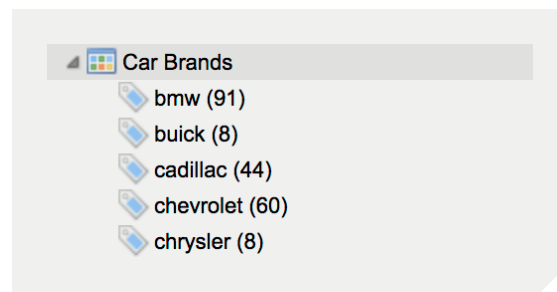 Car Brands
bmw (91)
buick (8)
cadillac (44)
chevrolet (60)
chrysler (8)